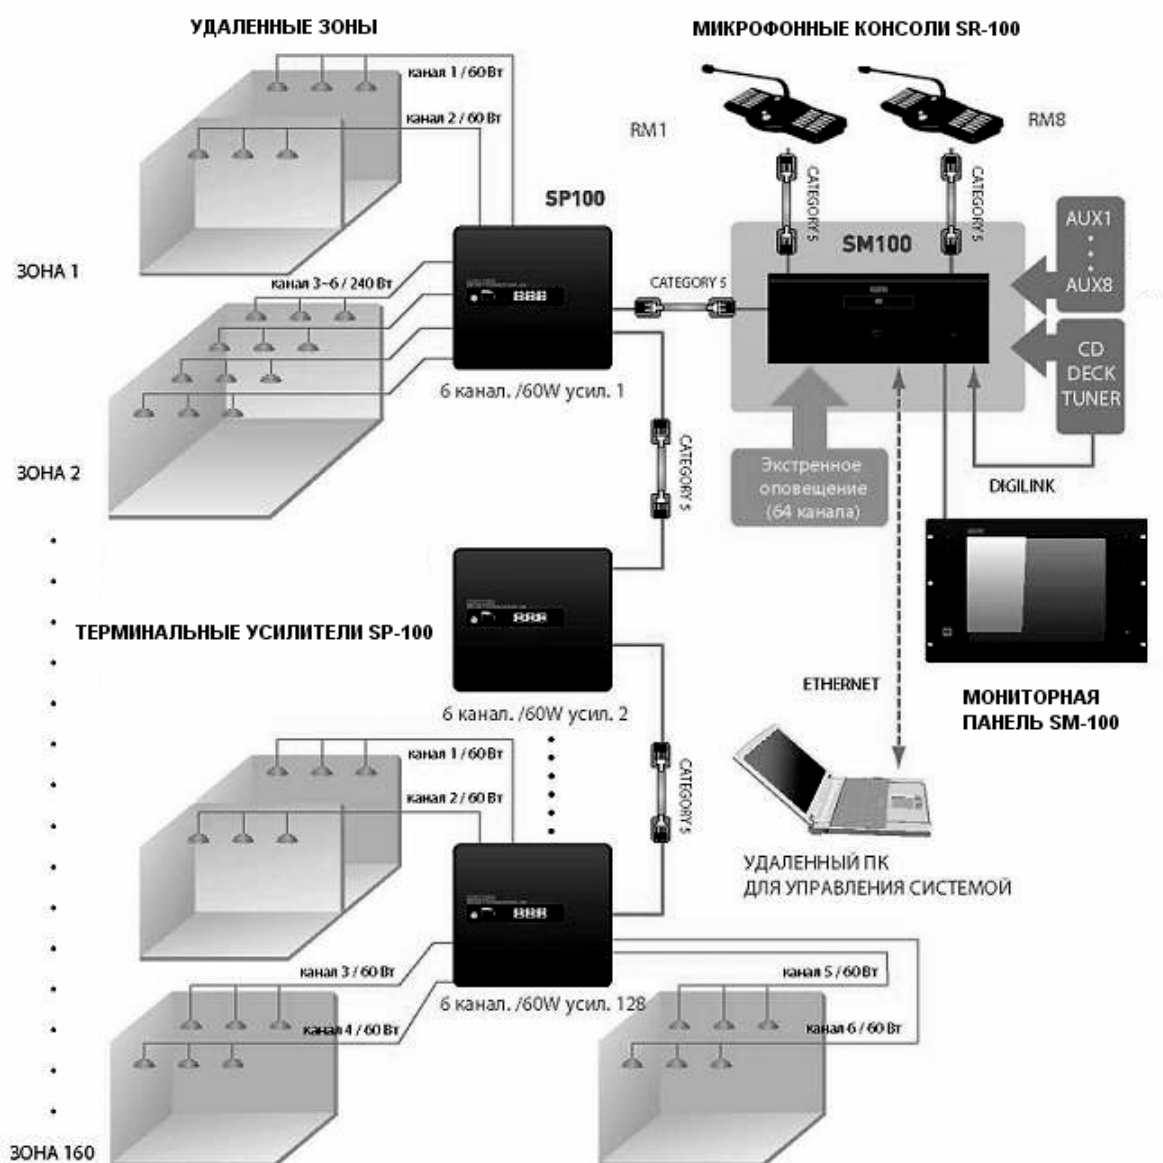 УДАЛЕННЫЕ ЗОНЫ
МИКРОФОННЫЕ КОНСОЛИ SR-100
канал 1 / 60 Вт
канал 2 / 60 Вт
RM1
RM8
CATEGORY 5
CATEGORY 5
SP100
SM100
AUX1
AUX8
ЗОНА 1
канал 3~6 / 240 Вт
CATEGORY 5
CD
DECK
TUNER
6 канал. /60W усил. 1
ЗОНА 2
CATEGORY 5
Экстренное
оповещение
(64 канала)
DIGILINK
ТЕРМИНАЛЬНЫЕ УСИЛИТЕЛИ SP-100
6 канал. /60W усил. 2
ETHERNET
МОНИТОРНАЯ
ПАНЕЛЬ SM-100
канал 1 / 60 Вт
канал 2 / 60 Вт
CATEGORY 5
УДАЛЕННЫЙ ПК
ДЛЯ УПРАВЛЕНИЯ СИСТЕМОЙ
канал 3 / 60 Вт
канал 4 / 60 Вт
6 канал. /60W усил. 128
канал 5 / 60 Вт
канал 6 / 60 Вт
ЗОНА 160